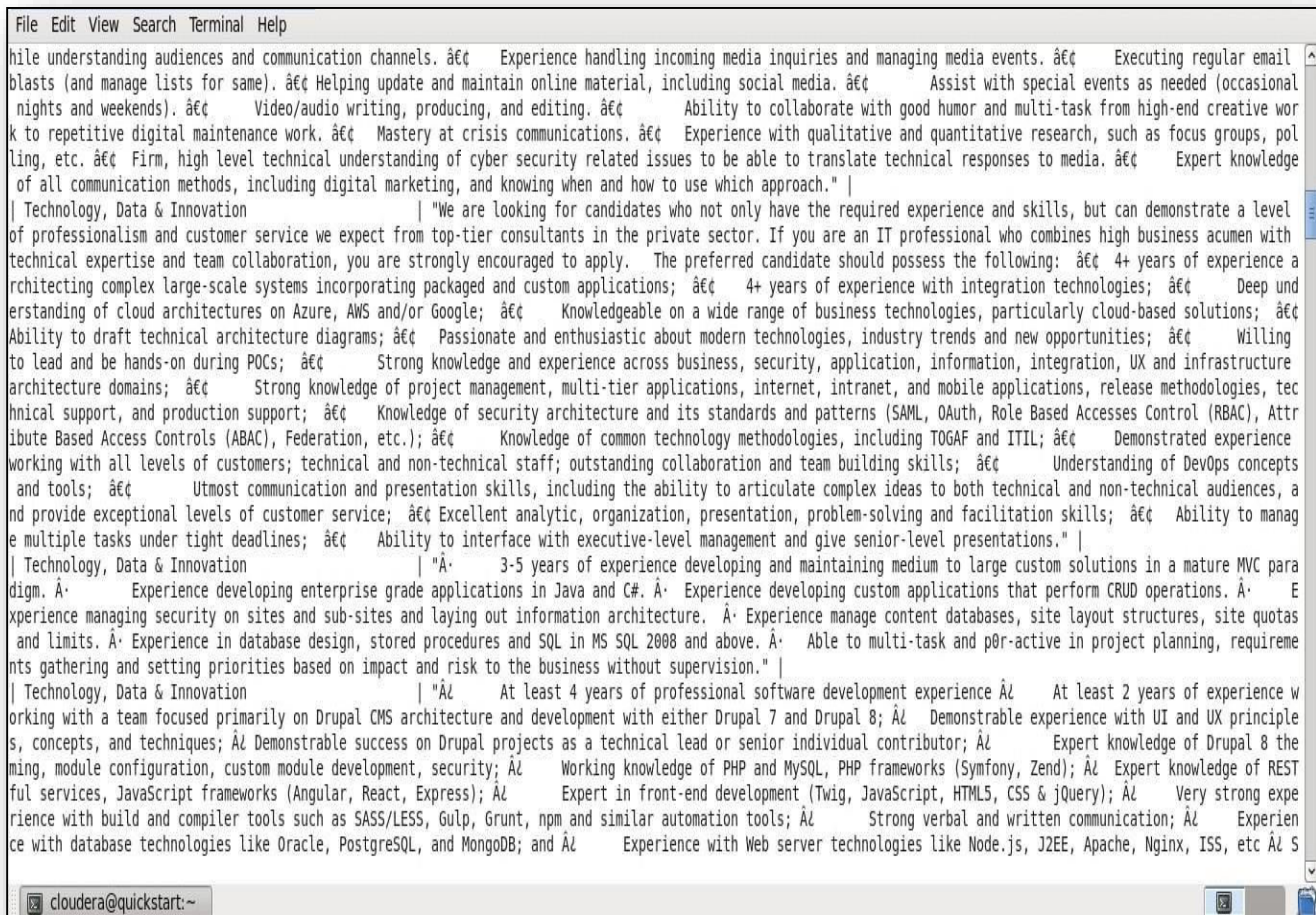 File Edit View Search Terminal Help
hile understanding audiences and communication channels. â€¢ Experience handling incoming media inquiries and managing media events. â€¢ Executing regular email
blasts (and manage lists for same). â€¢ Helping update and maintain online material, including social media. â€¢ Assist with special events as needed (occasional
nights and weekends). â€¢ Video/audio writing, producing, and editing. â€¢ Ability to collaborate with good humor and multi-task from high-end creative wor
k to repetitive digital maintenance work. â€¢ Mastery at crisis communications. â€¢ Experience with qualitative and quantitative research, such as focus groups, pol
ling, etc. â€¢ Firm, high level technical understanding of cyber security related issues to be able to translate technical responses to media. â€¢ Expert knowledge
of all communication methods, including digital marketing, and knowing when and how to use which approach." |
| Technology, Data & Innovation | "We are looking for candidates who not only have the required experience and skills, but can demonstrate a level
of professionalism and customer service we expect from top-tier consultants in the private sector. If you are an IT professional who combines high business acumen with
technical expertise and team collaboration, you are strongly encouraged to apply. The preferred candidate should possess the following: â€¢ 4+ years of experience a
rchitecting complex large-scale systems incorporating packaged and custom applications; â€¢ 4+ years of experience with integration technologies; â€¢ Deep und
erstanding of cloud architectures on Azure, AWS and/or Google; â€¢ Knowledgeable on a wide range of business technologies, particularly cloud-based solutions; â€¢
Ability to draft technical architecture diagrams; â€¢ Passionate and enthusiastic about modern technologies, industry trends and new opportunities; â€¢ Willing
to lead and be hands-on during POCs; â€¢ Strong knowledge and experience across business, security, application, information, integration, UX and infrastructure
architecture domains; â€¢ Strong knowledge of project management, multi-tier applications, internet, intranet, and mobile applications, release methodologies, tec
hnical support, and production support; â€¢ Knowledge of security architecture and its standards and patterns (SAML, OAuth, Role Based Accesses Control (RBAC), Attr
ibute Based Access Controls (ABAC), Federation, etc.); â€¢ Knowledge of common technology methodologies, including TOGAF and ITIL; â€¢ Demonstrated experience
working with all levels of customers; technical and non-technical staff; outstanding collaboration and team building skills; â€¢ Understanding of DevOps concepts
and tools; â€¢ Utmost communication and presentation skills, including the ability to articulate complex ideas to both technical and non-technical audiences, a
nd provide exceptional levels of customer service; â€¢ Excellent analytic, organization, presentation, problem-solving and facilitation skills; â€¢ Ability to manag
e multiple tasks under tight deadlines; â€¢ Ability to interface with executive-level management and give senior-level presentations." |
| Technology, Data & Innovation | "Â· 3-5 years of experience developing and maintaining medium to large custom solutions in a mature MVC para
digm. Â· Experience developing enterprise grade applications in Java and C#. Â· Experience developing custom applications that perform CRUD operations. Â· E
xperience managing security on sites and sub-sites and laying out information architecture. Â· Experience manage content databases, site layout structures, site quotas
and limits. Â· Experience in database design, stored procedures and SQL in MS SQL 2008 and above. Â· Able to multi-task and p0r-active in project planning, requireme
nts gathering and setting priorities based on impact and risk to the business without supervision." |
| Technology, Data & Innovation | "Â¿ At least 4 years of professional software development experience Â¿ At least 2 years of experience w
orking with a team focused primarily on Drupal CMS architecture and development with either Drupal 7 and Drupal 8; Â¿ Demonstrable experience with UI and UX principle
s, concepts, and techniques; Â¿ Demonstrable success on Drupal projects as a technical lead or senior individual contributor; Â¿ Expert knowledge of Drupal 8 the
ming, module configuration, custom module development, security; Â¿ Working knowledge of PHP and MySQL, PHP frameworks (Symfony, Zend); Â¿ Expert knowledge of REST
ful services, JavaScript frameworks (Angular, React, Express); Â¿ Expert in front-end development (Twig, JavaScript, HTML5, CSS & jQuery); Â¿ Very strong expe
rience with build and compiler tools such as SASS/LESS, Gulp, Grunt, npm and similar automation tools; Â¿ Strong verbal and written communication; Â¿ Experien
ce with database technologies like Oracle, PostgreSQL, and MongoDB; and Â¿ Experience with Web server technologies like Node.js, J2EE, Apache, Nginx, ISS, etc Â¿ S
cloudera@quickstart:~